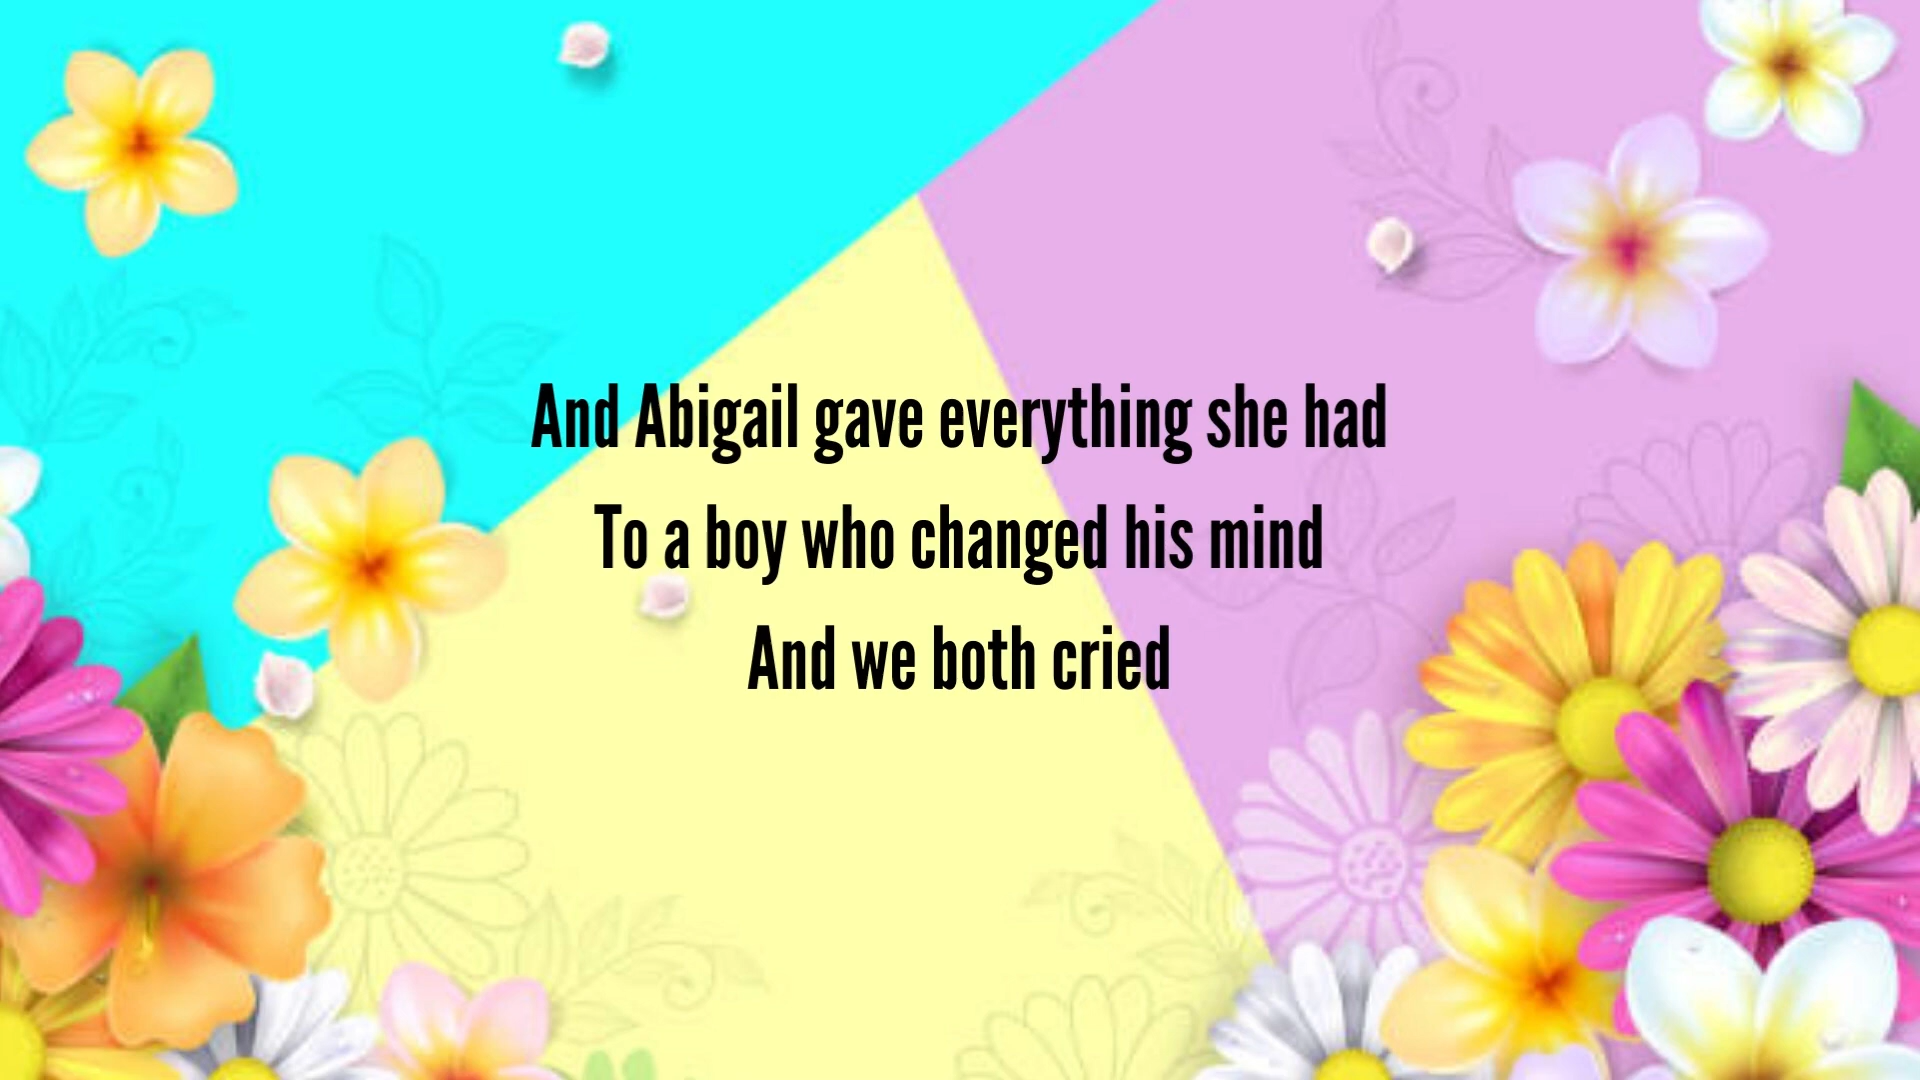 And Abigail gave everything she had
To a boy who changed his mind
And we both cried